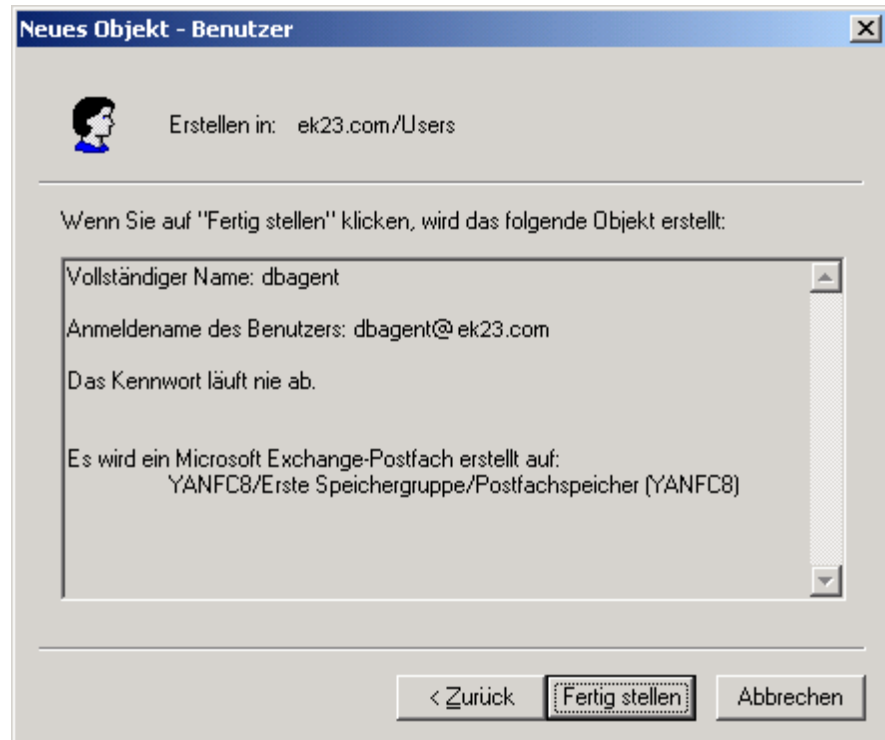 Neues Objekt - Benutzer
Erstellen in: ek23.com/Users
Wenn Sie auf "Fertig stellen" klicken, wird das folgende Objekt erstellt:
Vollständiger Name: dbagent
Anmeldename des Benutzers: dbagent@ek23.com
Das Kennwort läuft nie ab.
Es wird ein Microsoft Exchange-Postfach erstellt auf:
YANFC8/Erste Speichergruppe/Postfachspeicher (YANFC8)
< Zurück Fertig stellen Abbrechen